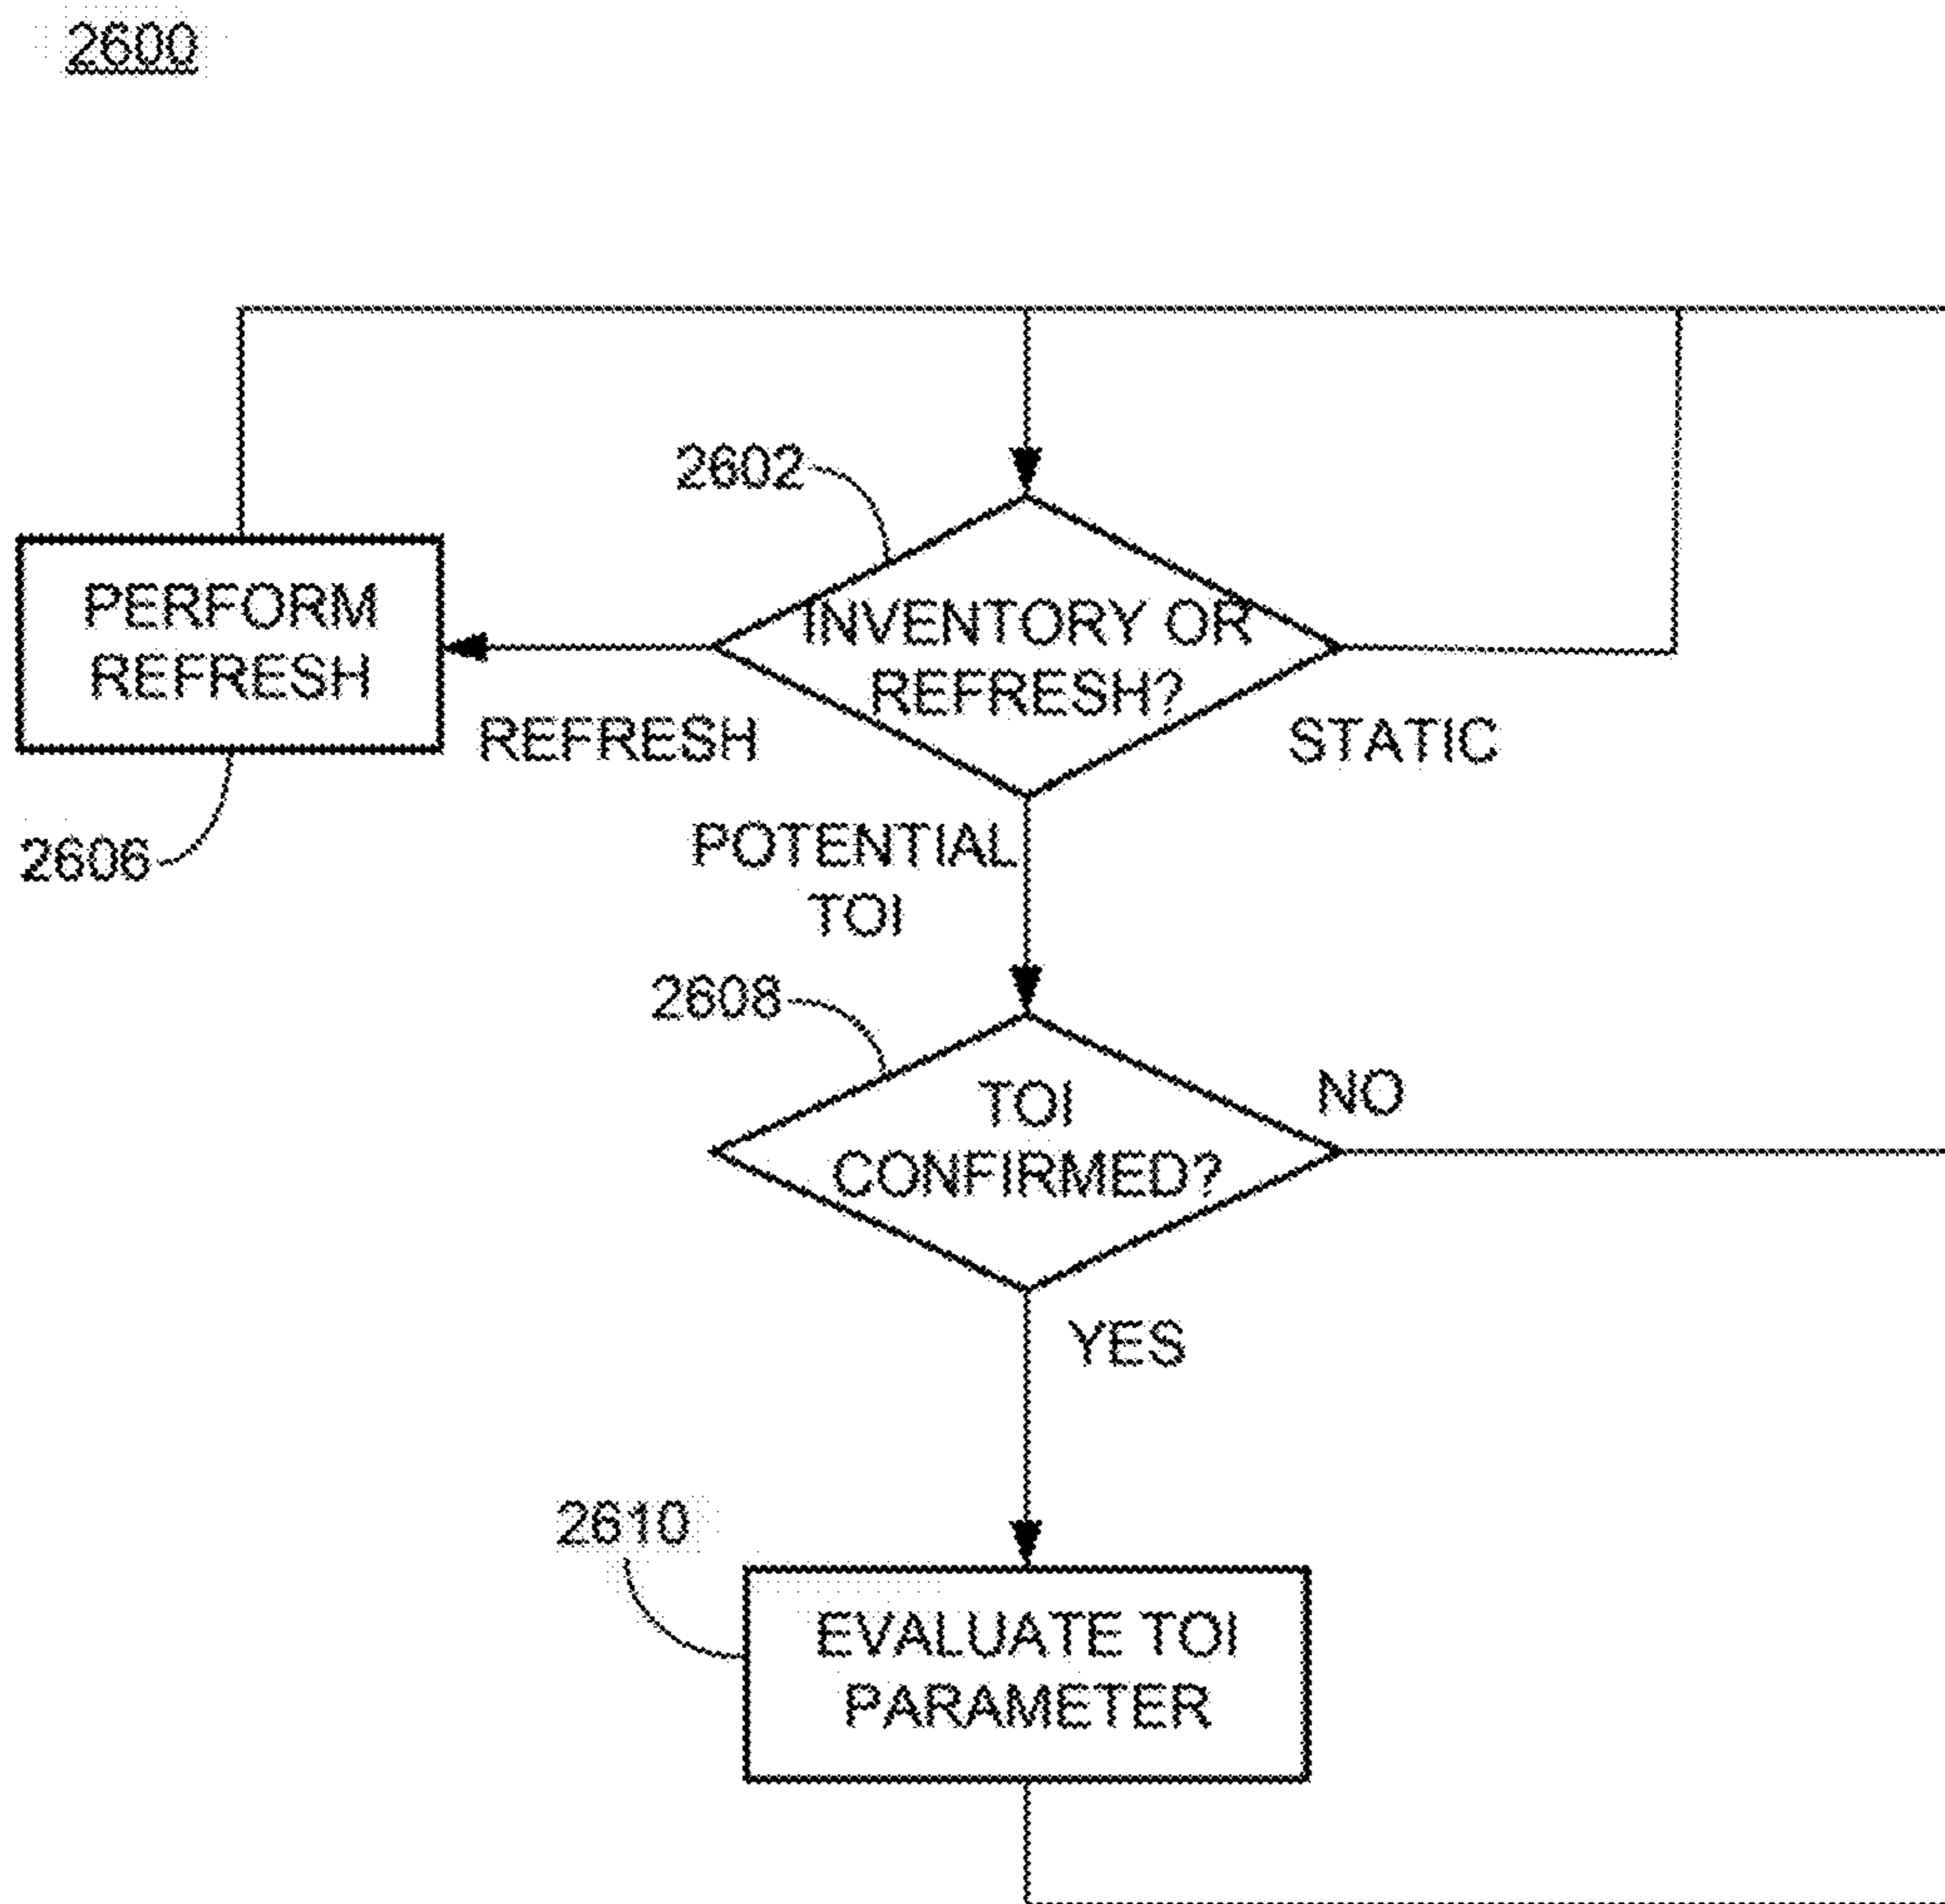 2600
2602
INVENTORY OR
REFRESH?
PERFORM
REFRESH
REFRESH
STATIC
2606
POTENTIAL
TOI
2608
TOI
CONFIRMED?
NO
YES
2610
EVALUATE TOI
PARAMETER